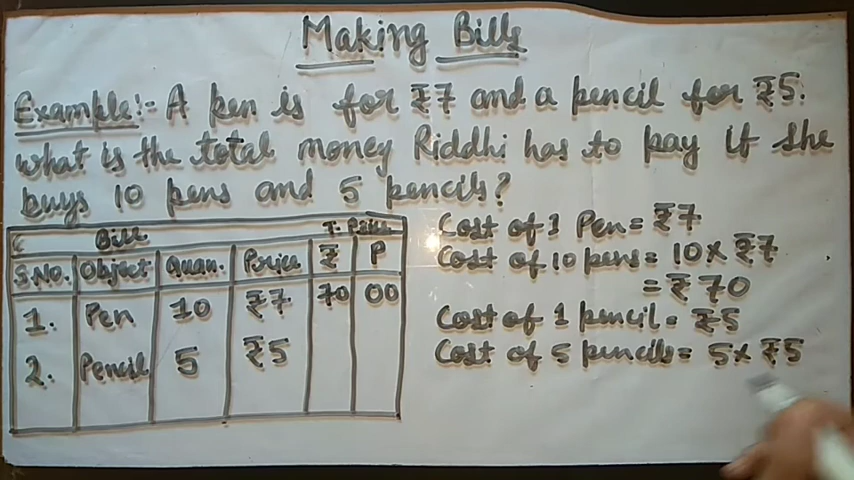 Making Bills
Example:- A pen is for ₹7 and a pencil for ₹5.
what is the total money Riddhi has to pay if she
buys 10 pens and 5 pencils?
Bill T. Price
S.No. Object Quan. Price ₹ P
1. Pen 10 ₹7 70 00
2. Pencil 5 ₹5
Cost of 1 Pen = ₹7
Cost of 10 pens = 10 × ₹7
= ₹70
Cost of 1 pencil = ₹5
Cost of 5 pencils = 5 × ₹5